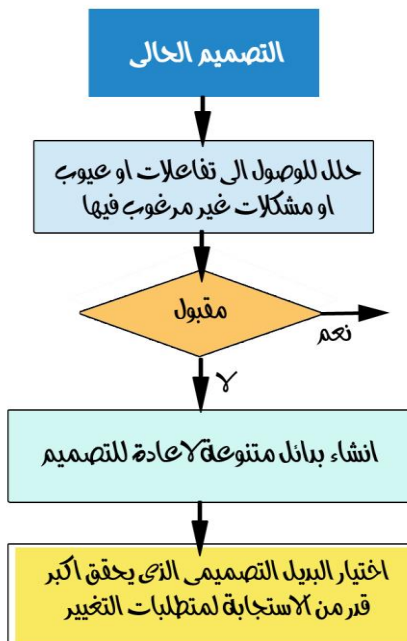 التصميم الحالى
حلل للوصول الى تفاعلات او عيوب
او مشكلات غير مرغوب فيها
مقبول
نعم
لا
انشاء بدائل متنوعة لاعادة للتصميم
اختيار البديل التصميمى الذى يحقق اكبر
قدر من الاستجابة لمتطلبات التغيير